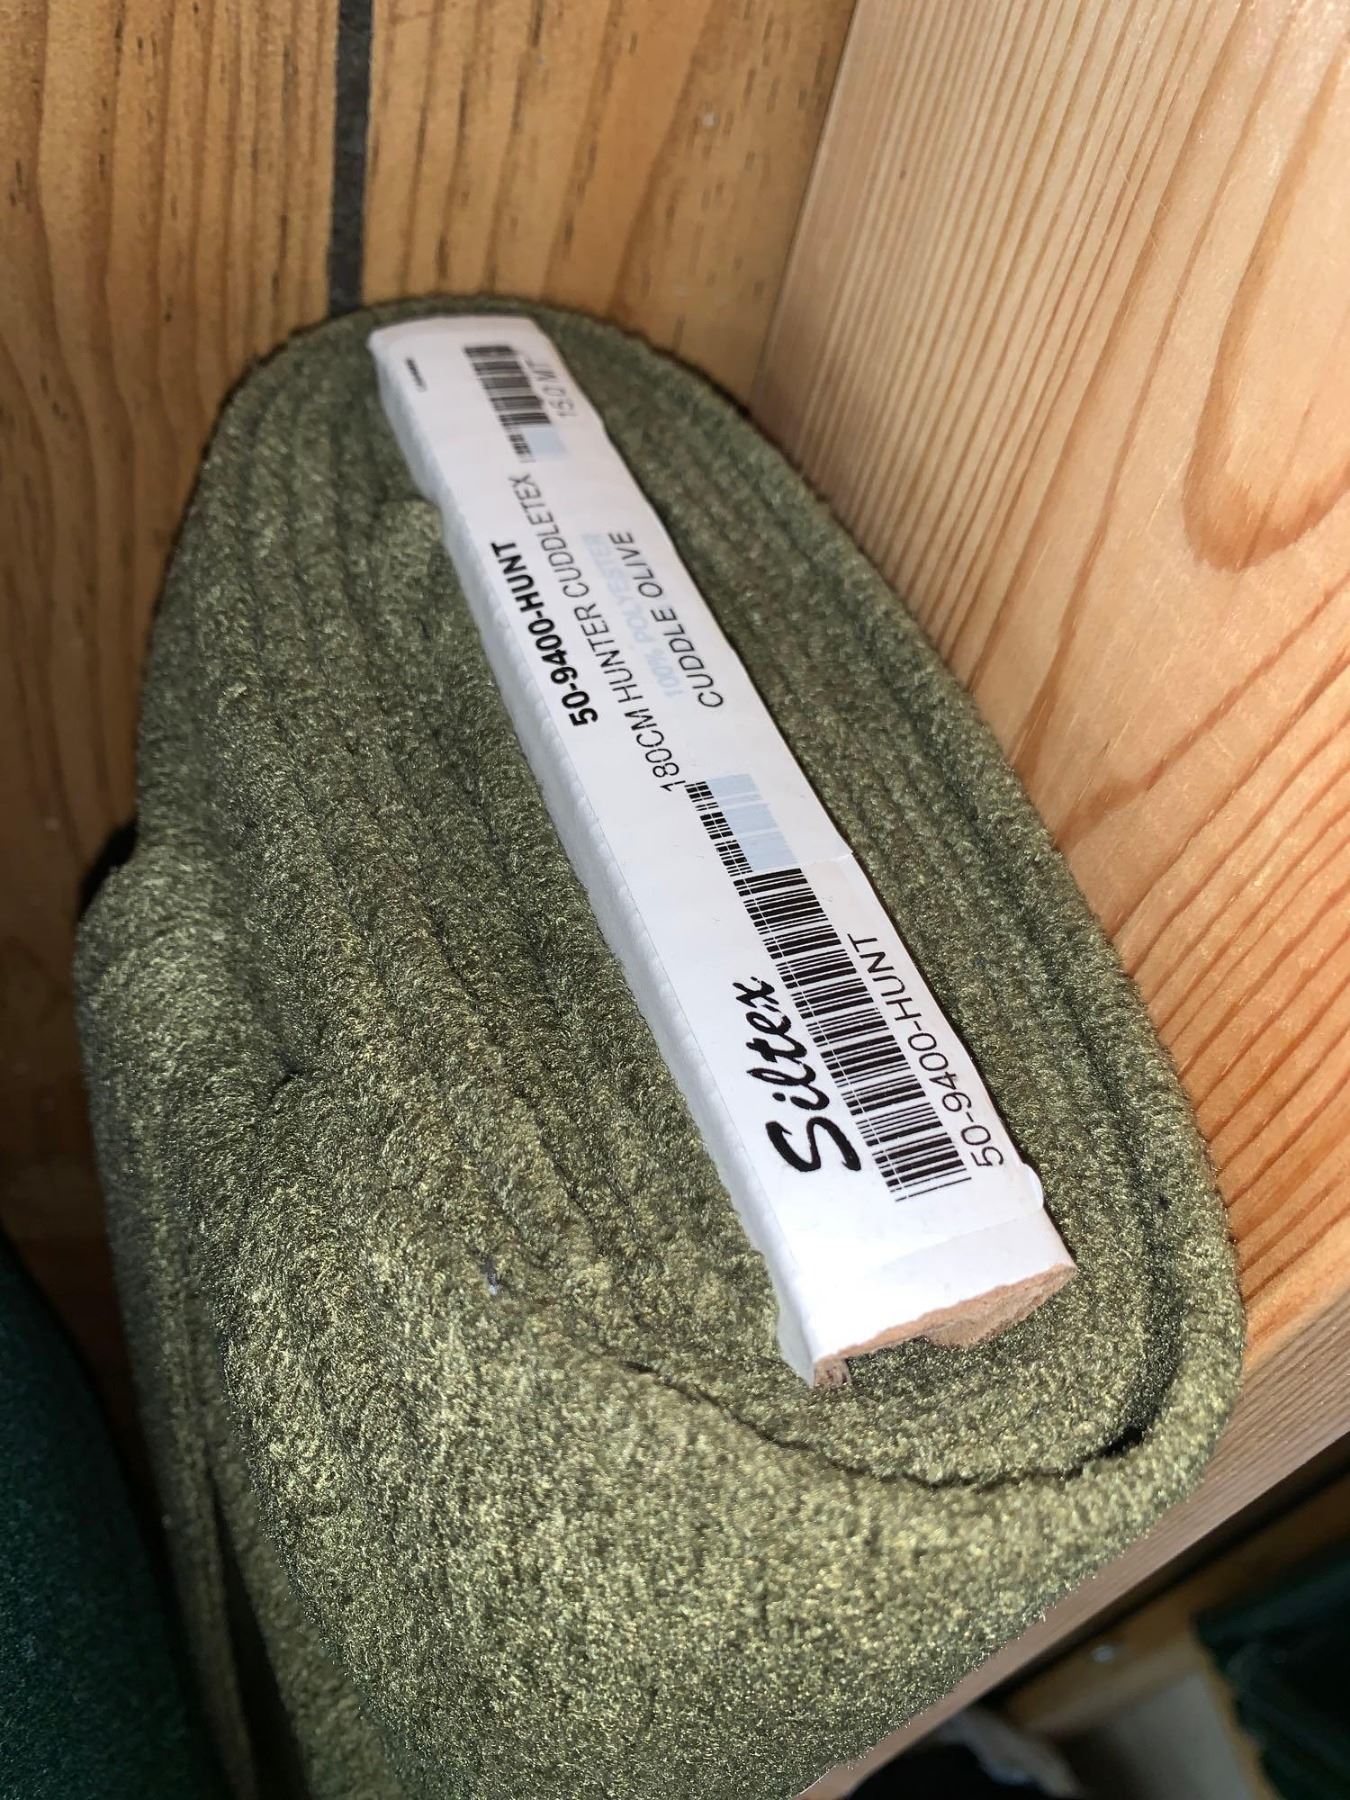 Siltex
50-9400-HUNT
50-9400-HUNT
180CM HUNTER CUDDLETEX
100% POLYESTER
CUDDLE OLIVE